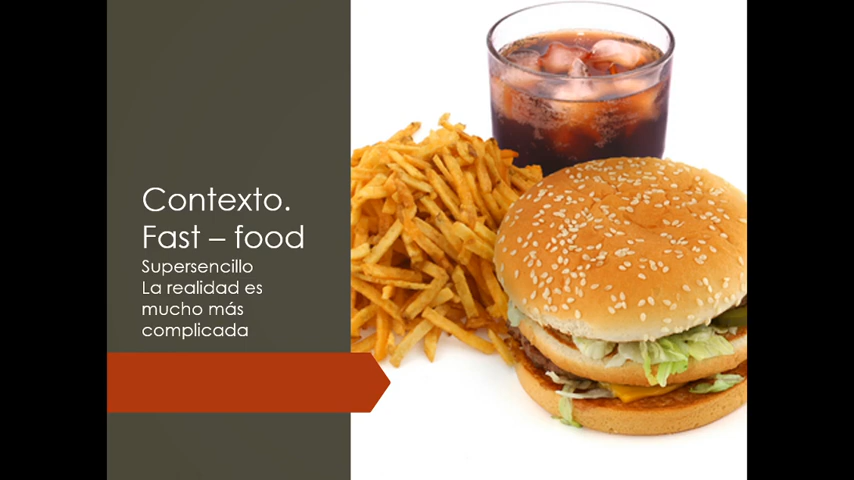 Contexto.
Fast – food
Supersencillo
La realidad es
mucho más
complicada